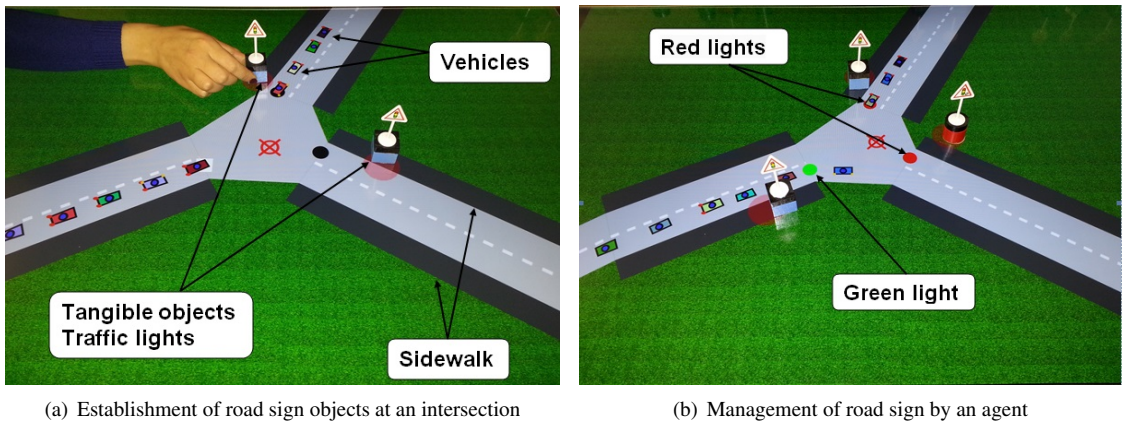 Vehicles
Tangible objects
Traffic lights
Sidewalk
Red lights
Green light
(a) Establishment of road sign objects at an intersection
(b) Management of road sign by an agent